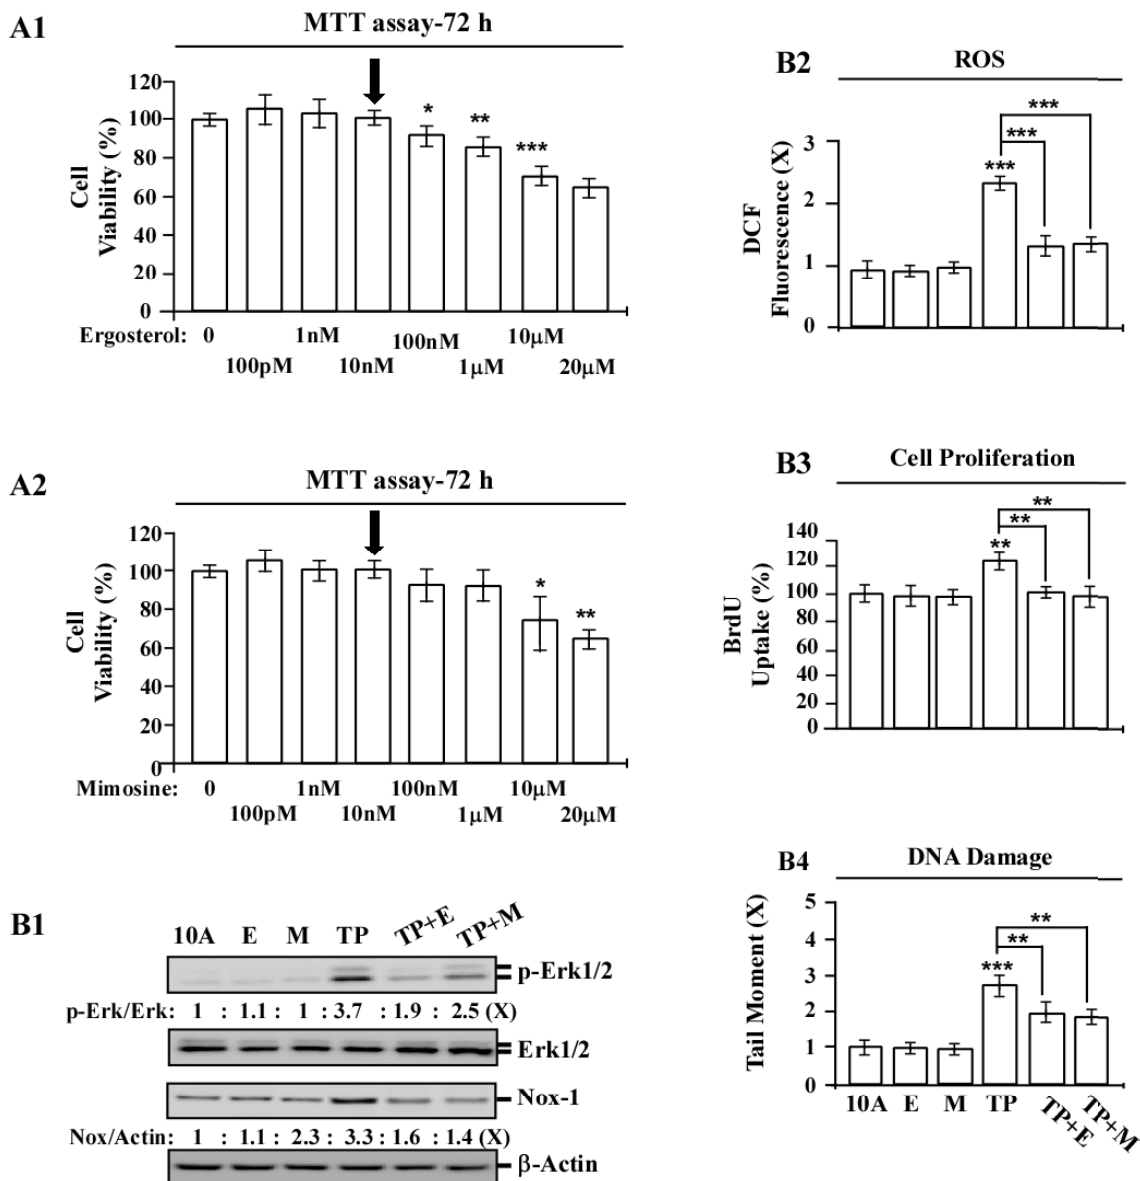 A1
MTT assay-72 h
Cell
Viability (%)
120
100
80
60
40
20
0
*
**
***
Ergosterol: 0 1nM 100nM 10µM
100pM 10nM 1µM 20µM
A2
MTT assay-72 h
Cell
Viability (%)
120
100
80
60
40
20
0
*
**
Mimosine: 0 1nM 100nM 10µM
100pM 10nM 1µM 20µM
B1
10A E M TP TP+E TP+M
p-Erk1/2
p-Erk/Erk: 1 : 1.1 : 1 : 3.7 : 1.9 : 2.5 (X)
Erk1/2
Nox-1
Nox/Actin: 1 : 1.1 : 2.3 : 3.3 : 1.6 : 1.4 (X)
β-Actin
B2
ROS
DCF
Fluorescence (X)
3
2
1
0
***
***
***
B3
Cell Proliferation
BrdU
Uptake (%)
140
120
100
80
60
40
20
0
**
**
**
B4
DNA Damage
Tail Moment (X)
5
4
3
2
1
0
**
**
***
10A E M TP TP+E TP+M